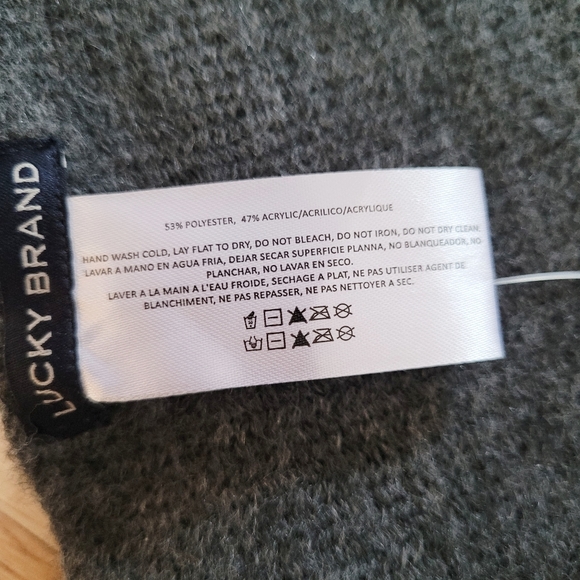 LUCKY BRAND
53% POLYESTER, 47% ACRYLIC/ACRILICO/ACRYLIQUE
HAND WASH COLD, LAY FLAT TO DRY, DO NOT BLEACH, DO NOT IRON, DO NOT DRY CLEAN.
LAVAR A MANO EN AGUA FRIA, DEJAR SECAR SUPERFICIE PLANNA, NO BLANQUEADOR, NO
PLANCHAR, NO LAVAR EN SECO.
LAVER A LA MAIN A L'EAU FROIDE, SECHAGE A PLAT, NE PAS UTILISER AGENT DE
BLANCHIMENT, NE PAS REPASSER, NE PAS NETTOYER A SEC.